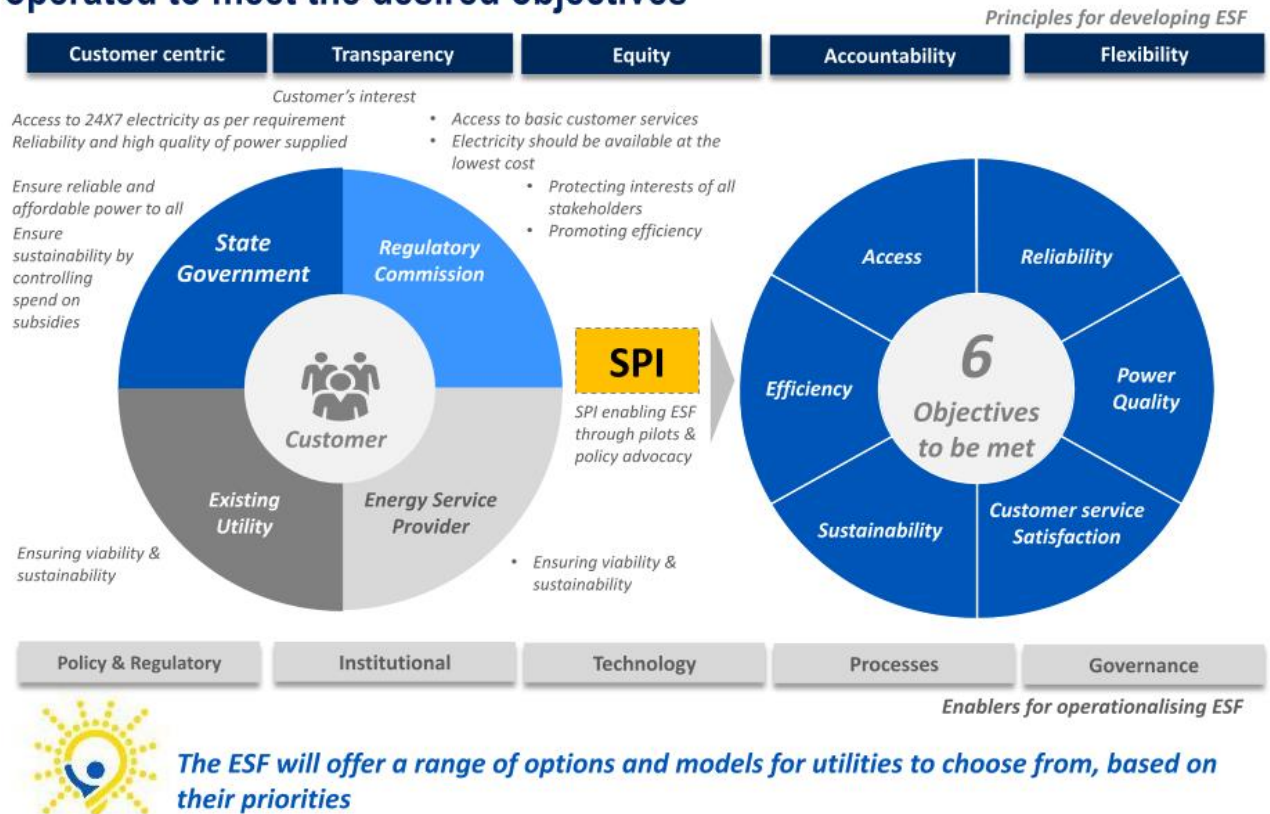 operated to meet the desired objectives
Principles for developing ESF
Customer centric
Transparency
Equity
Accountability
Flexibility
Customer's interest
Access to 24X7 electricity as per requirement
Reliability and high quality of power supplied
• Access to basic customer services
• Electricity should be available at the
lowest cost
Ensure reliable and
affordable power to all
Ensure
sustainability by
controlling
spend on
subsidies
• Protecting interests of all
stakeholders
• Promoting efficiency
State
Government
Regulatory
Commission
Customer
Existing
Utility
Energy Service
Provider
Ensuring viability &
sustainability
• Ensuring viability &
sustainability
SPI
SPI enabling ESF
through pilots &
policy advocacy
Access
Reliability
Efficiency
6
Objectives
to be met
Power
Quality
Sustainability
Customer service
Satisfaction
Policy & Regulatory
Institutional
Technology
Processes
Governance
Enablers for operationalising ESF
The ESF will offer a range of options and models for utilities to choose from, based on
their priorities